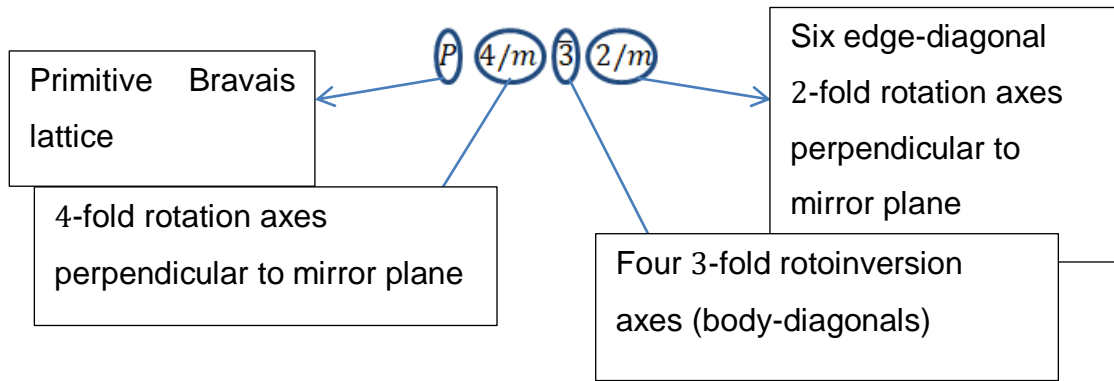 P 4/m 3̅ 2/m
Primitive Bravais
lattice
4-fold rotation axes
perpendicular to mirror plane
Four 3-fold rotoinversion
axes (body-diagonals)
Six edge-diagonal
2-fold rotation axes
perpendicular to
mirror plane